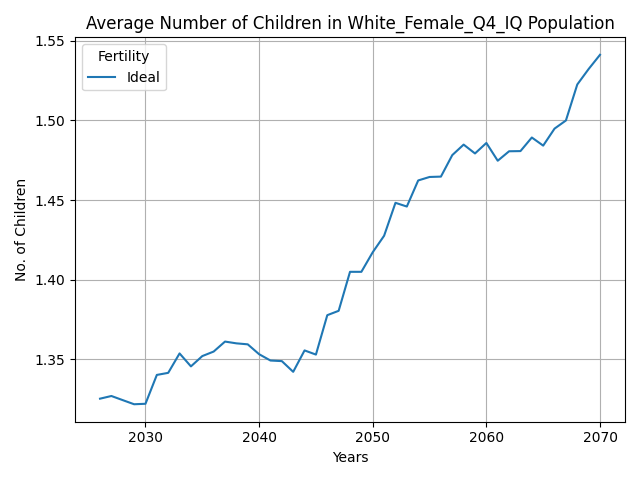 Average Number of Children in White_Female_Q4_IQ Population
Fertility
Ideal
No. of Children
1.55
1.50
1.45
1.40
1.35
2030 2040 2050 2060 2070
Years